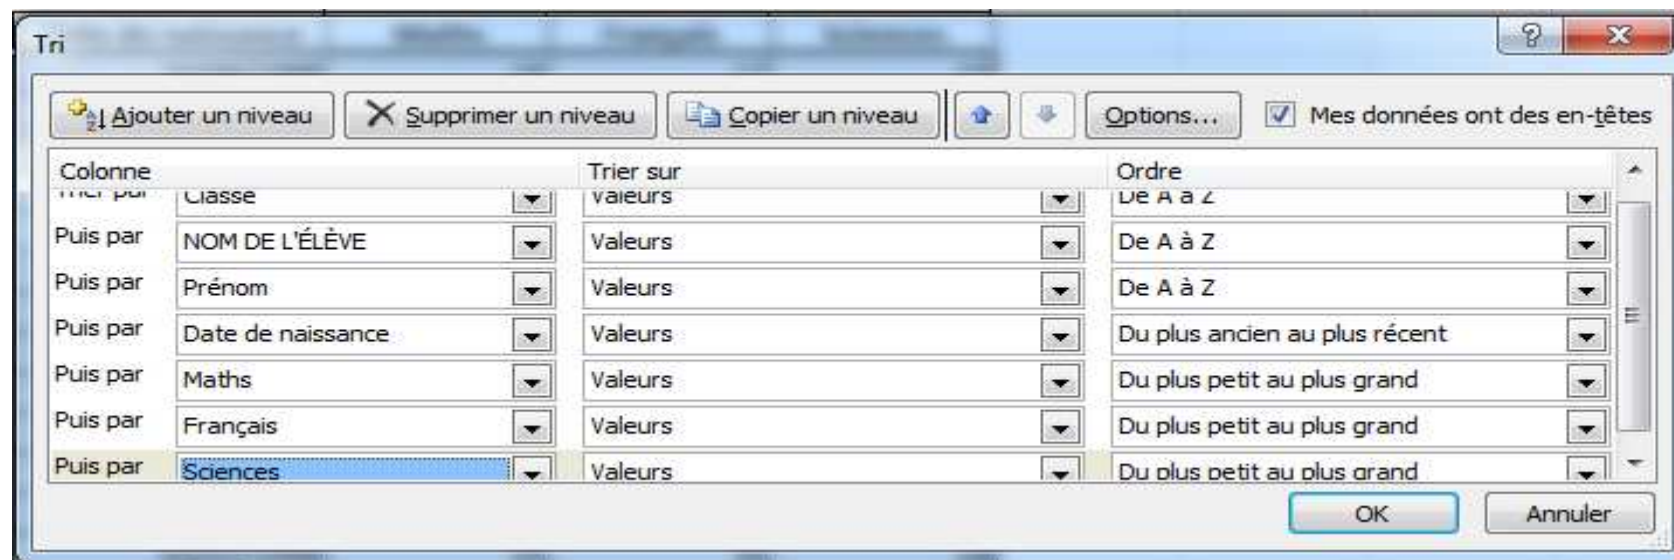 Tri
Ajouter un niveau Supprimer un niveau Copier un niveau Options... Mes données ont des en-têtes
Colonne Trier sur Ordre
Trier par Classe Valeurs De A à Z
Puis par NOM DE L'ÉLÈVE Valeurs De A à Z
Puis par Prénom Valeurs De A à Z
Puis par Date de naissance Valeurs Du plus ancien au plus récent
Puis par Maths Valeurs Du plus petit au plus grand
Puis par Français Valeurs Du plus petit au plus grand
Puis par Sciences Valeurs Du plus petit au plus grand
OK Annuler